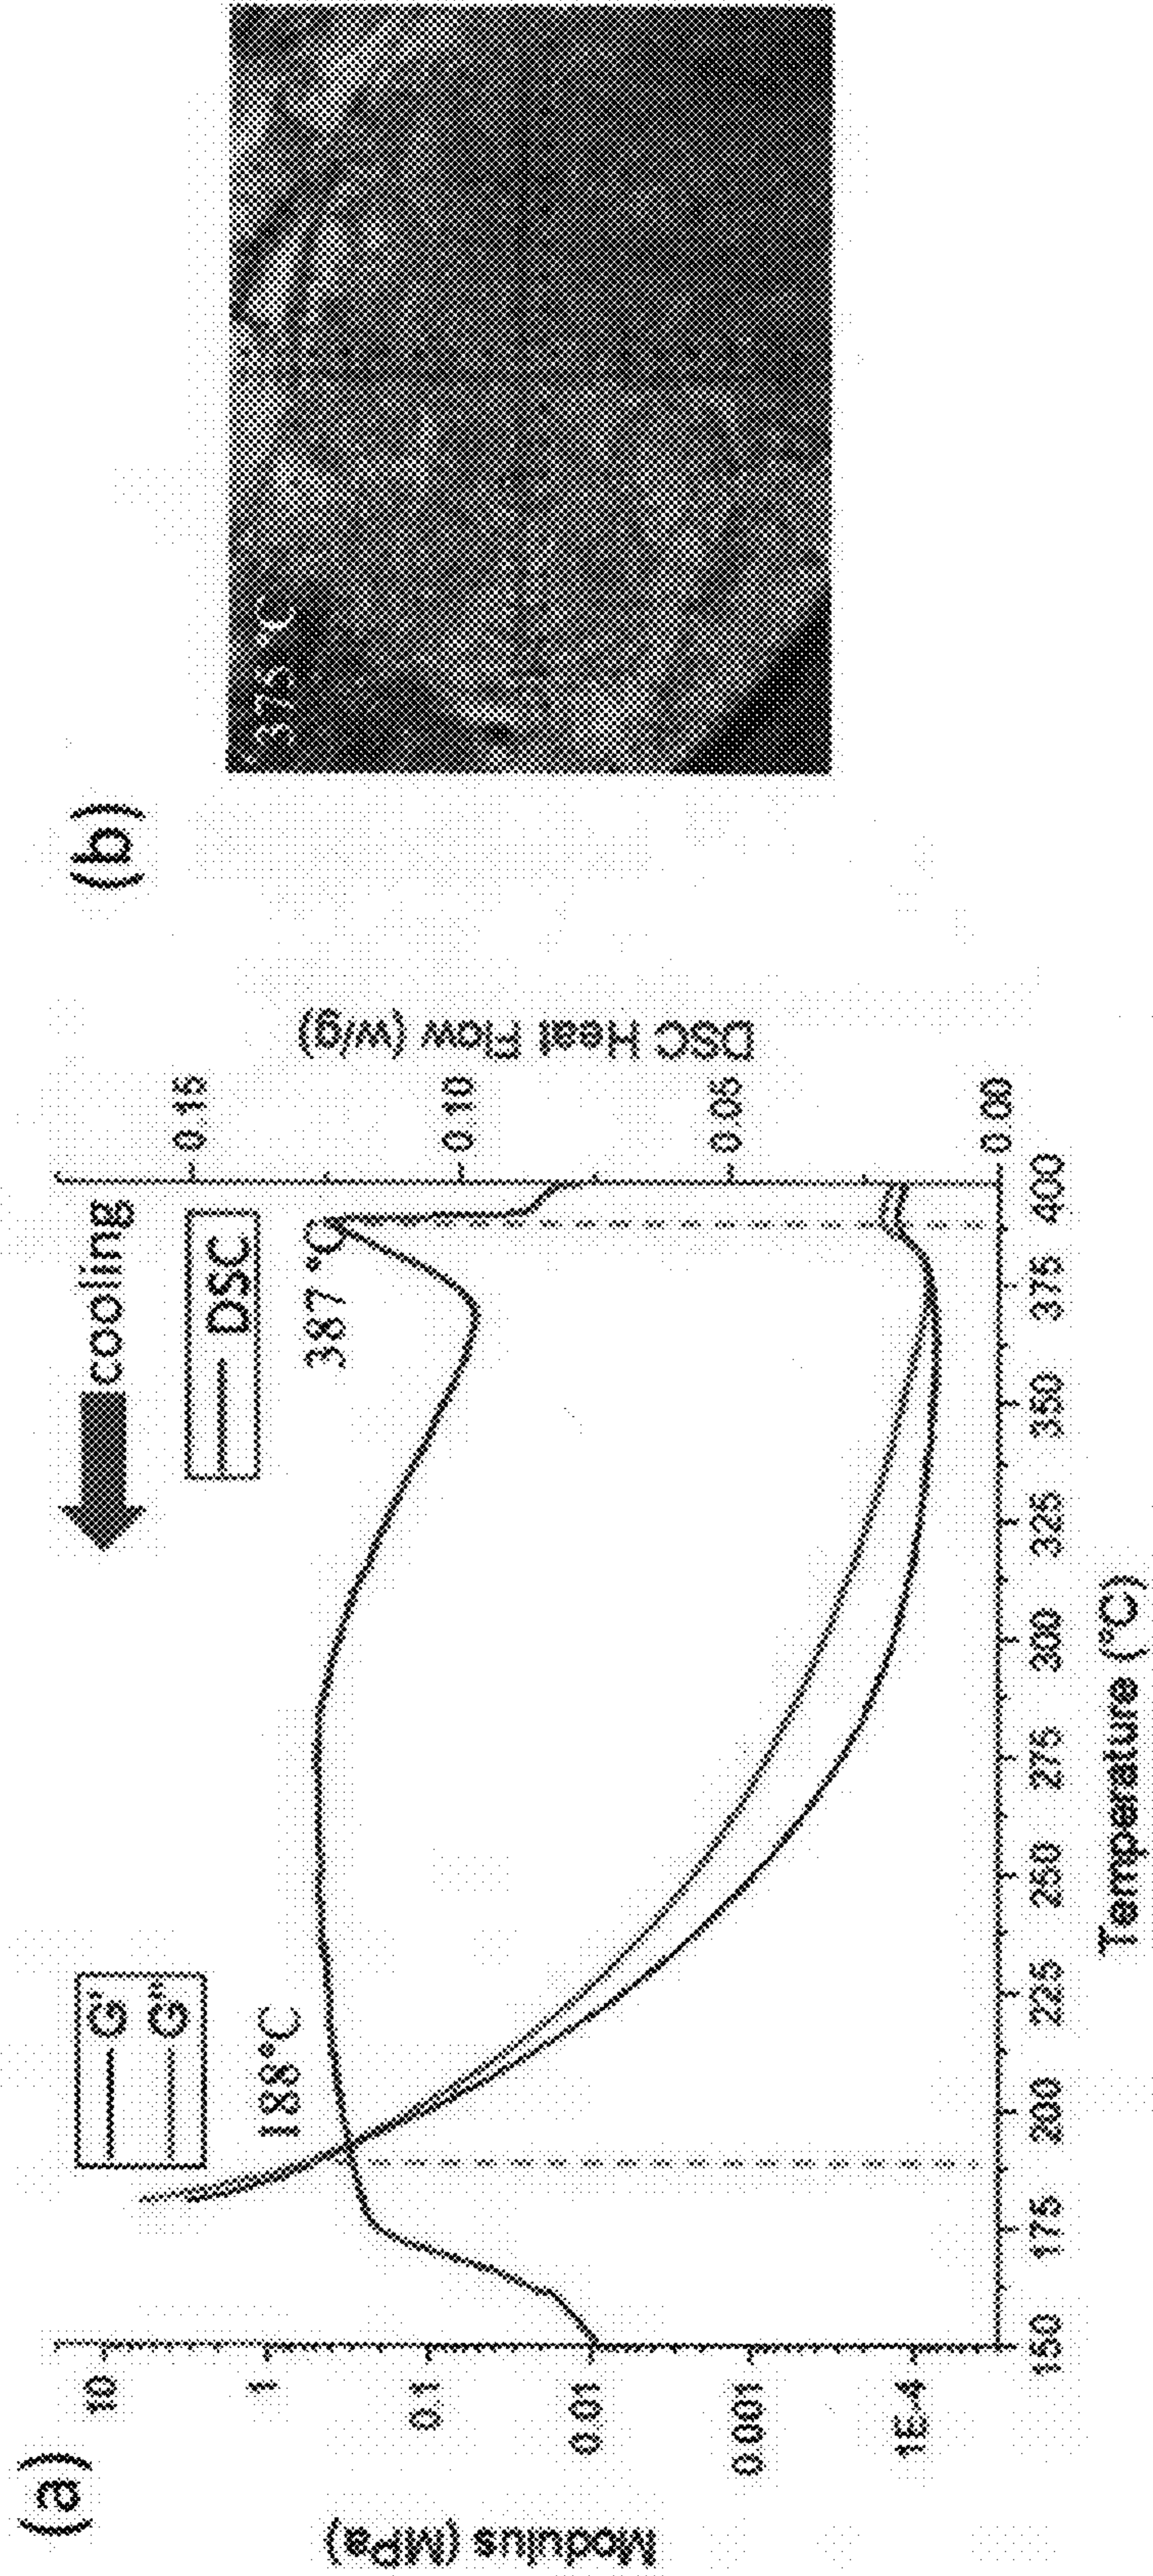 (a)
G'
G"
cooling
DSC
188°C
387 °C
Modulus (MPa)
10
1
0.1
0.01
0.001
1E-4
150
175
200
225
250
275
300
325
350
375
400
Temperature (°C)
0.15
0.10
0.05
0.00
DSC Heat Flow (w/g)
(b)
375 °C